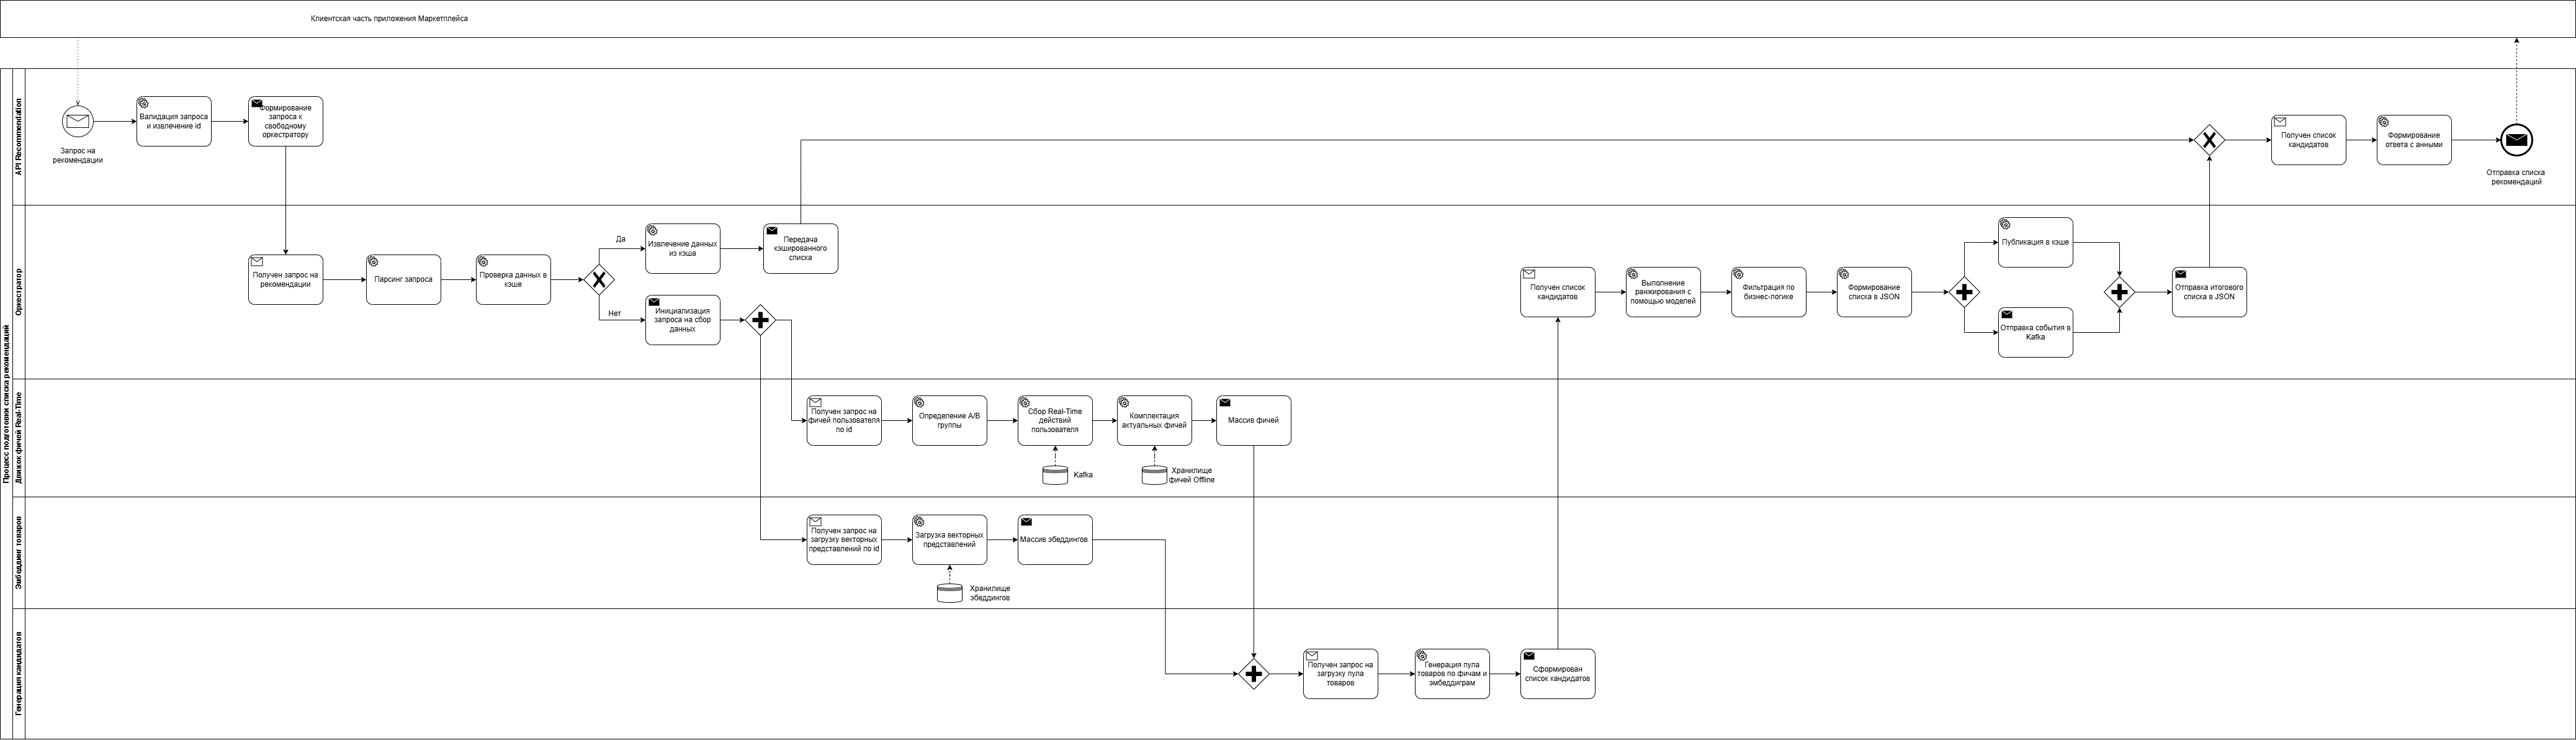 Клиентская часть приложения Маркетплейса
Процесс подготовки списка рекомендаций
API Recommendation
Запрос на
рекомендации
Валидация запроса
и извлечение id
Формирование
запроса к
свободному
оркестратору
Получен список
кандидатов
Формирование
ответа с анными
Отправка списка
рекомендаций
Оркестратор
Получен запрос на
рекомендации
Парсинг запроса
Проверка данных в
кэше
Да
Извлечение данных
из кэша
Передача
кэшированного
списка
Нет
Инициализация
запроса на сбор
данных
Получен список
кандидатов
Выполнение
ранжирования с
помощью моделей
Фильтрация по
бизнес-логике
Формирование
списка в JSON
Публикация в кэше
Отправка события в
Kafka
Отправка итогового
списка в JSON
Движок фичей Real-Time
Получен запрос на
фичей пользователя
по id
Определение A/B
группы
Сбор Real-Time
действий
пользователя
Комплектация
актуальных фичей
Массив фичей
Kafka
Хранилище
фичей Offline
Эмбеддинг товаров
Получен запрос на
загрузку векторных
представлений по id
Загрузка векторных
представлений
Массив эбеддингов
Хранилище
эбеддингов
Генерация кандидатов
Получен запрос на
загрузку пула
товаров
Генерация пула
товаров по фичам и
эмбеддиграм
Сформирован
список кандидатов